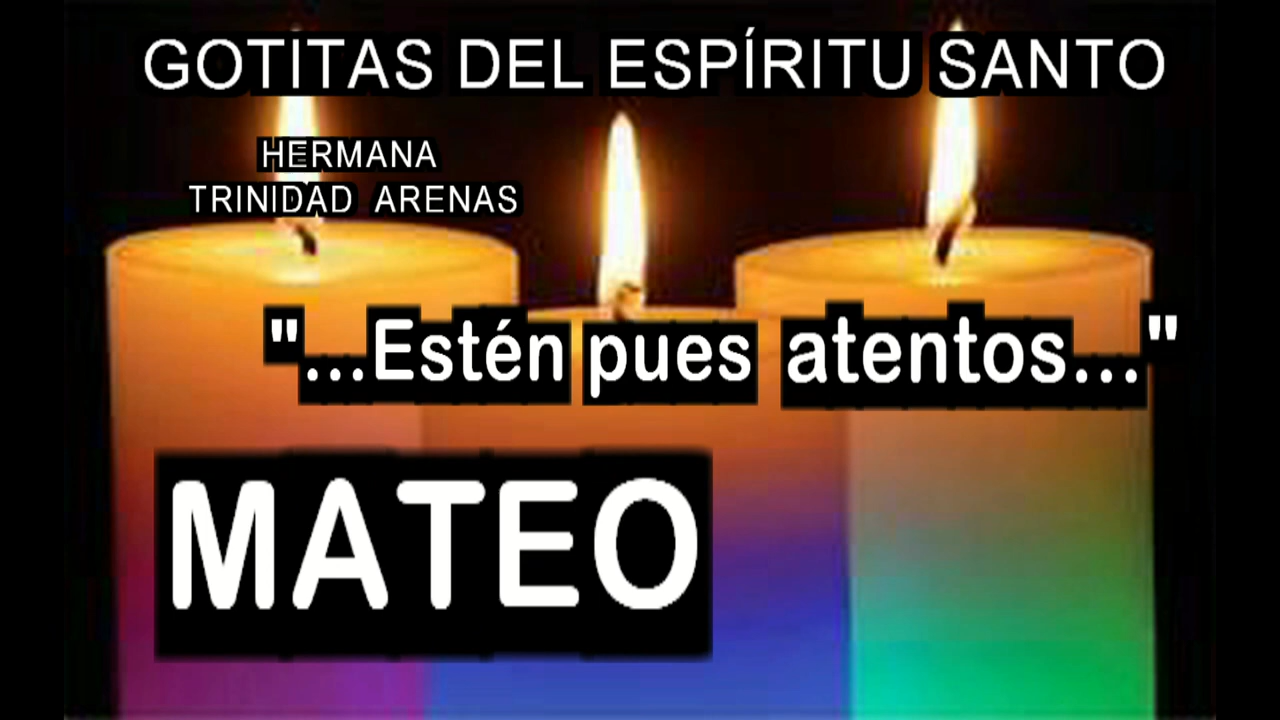 GOTITAS DEL ESPÍRITU SANTO
HERMANA
TRINIDAD ARENAS
"...Estén pues atentos..."
MATEO